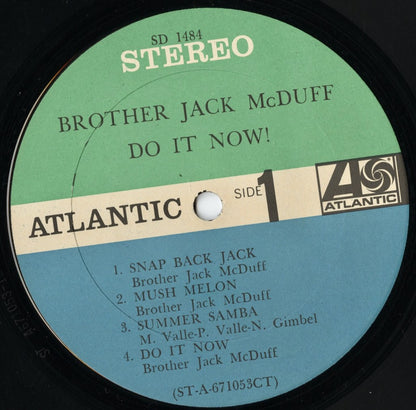 SD 1484
STEREO
BROTHER JACK McDUFF
DO IT NOW!
ATLANTIC
SIDE 1
ATLANTIC
1. SNAP BACK JACK
Brother Jack McDuff
2. MUSH MELON
Brother Jack McDuff
3. SUMMER SAMBA
M. Valle-P. Valle-N. Gimbel
4. DO IT NOW
Brother Jack McDuff
(ST-A-671053CT)